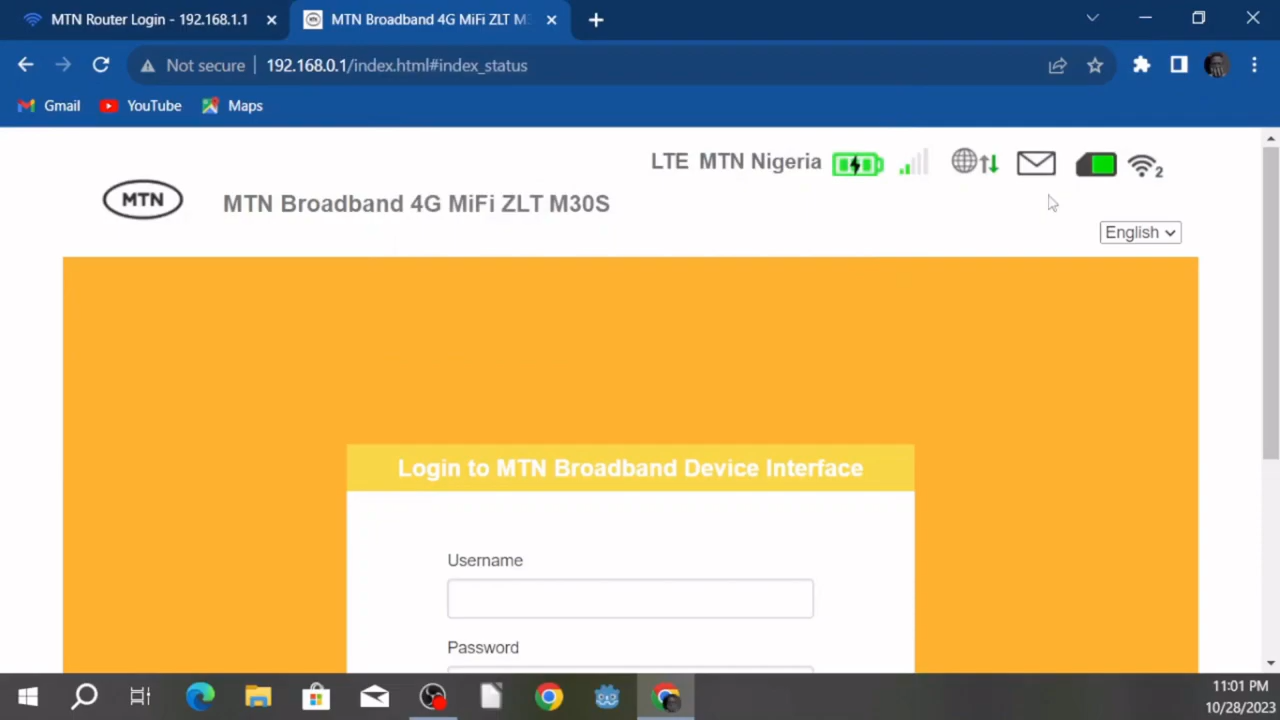 MTN Router Login - 192.168.1.1
MTN Broadband 4G MiFi ZLT M
Not secure
192.168.0.1/index.html#index_status
Gmail
YouTube
Maps
LTE MTN Nigeria
2
MTN
MTN Broadband 4G MiFi ZLT M30S
English
Login to MTN Broadband Device Interface
Username
Password
11:01 PM
10/28/2023